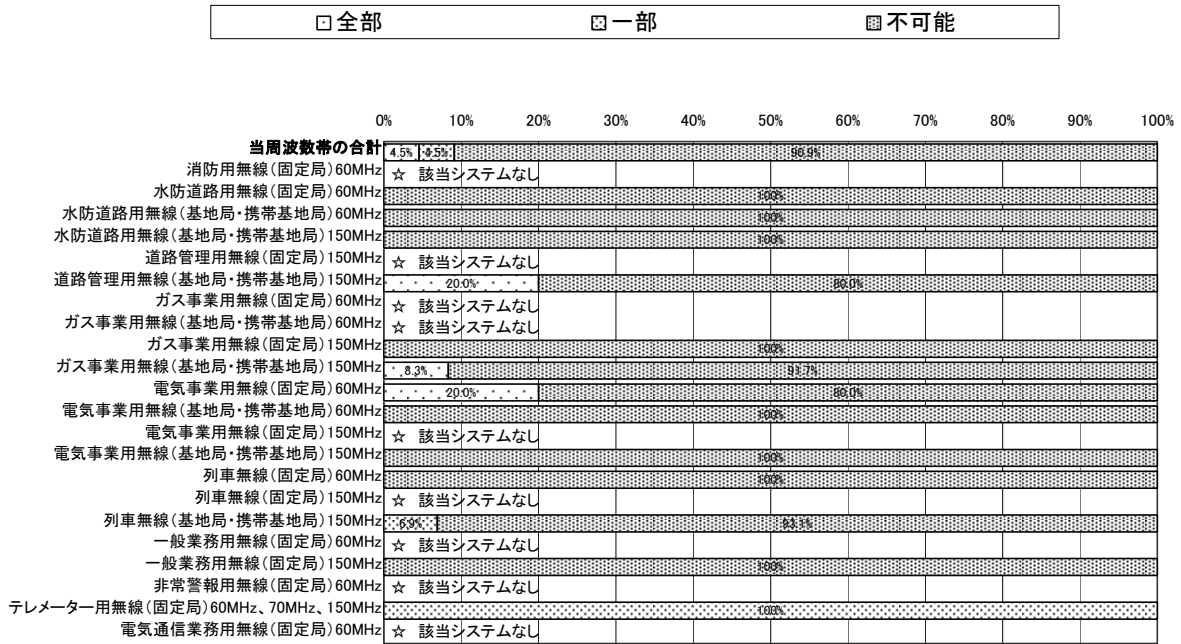 全部 一部 不可能
0% 10% 20% 30% 40% 50% 60% 70% 80% 90% 100%
当周波数帯の合計 4.5% 4.5% 90.9%
消防用無線(固定局)60MHz ☆ 該当システムなし
水防道路用無線(固定局)60MHz 100%
水防道路用無線(基地局・携帯基地局)60MHz 100%
水防道路用無線(基地局・携帯基地局)150MHz 100%
道路管理用無線(固定局)150MHz ☆ 該当システムなし
道路管理用無線(基地局・携帯基地局)150MHz 20.0% 80.0%
ガス事業用無線(固定局)60MHz ☆ 該当システムなし
ガス事業用無線(基地局・携帯基地局)60MHz ☆ 該当システムなし
ガス事業用無線(固定局)150MHz 100%
ガス事業用無線(基地局・携帯基地局)150MHz 8.3% 91.7%
電気事業用無線(固定局)60MHz 20.0% 80.0%
電気事業用無線(基地局・携帯基地局)60MHz 100%
電気事業用無線(固定局)150MHz ☆ 該当システムなし
電気事業用無線(基地局・携帯基地局)150MHz 100%
列車無線(固定局)60MHz 100%
列車無線(固定局)150MHz ☆ 該当システムなし
列車無線(基地局・携帯基地局)150MHz 6.9% 93.1%
一般業務用無線(固定局)60MHz ☆ 該当システムなし
一般業務用無線(固定局)150MHz 100%
非常警報用無線(固定局)60MHz ☆ 該当システムなし
テレメーター用無線(固定局)60MHz、70MHz、150MHz 100%
電気通信業務用無線(固定局)60MHz ☆ 該当システムなし